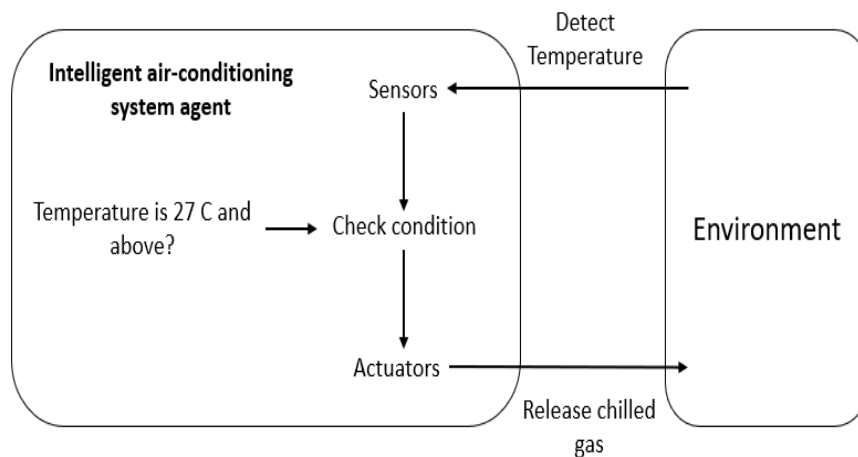 Detect
Temperature
Intelligent air-conditioning
system agent
Sensors
Temperature is 27 C and
above?
Check condition
Environment
Actuators
Release chilled
gas